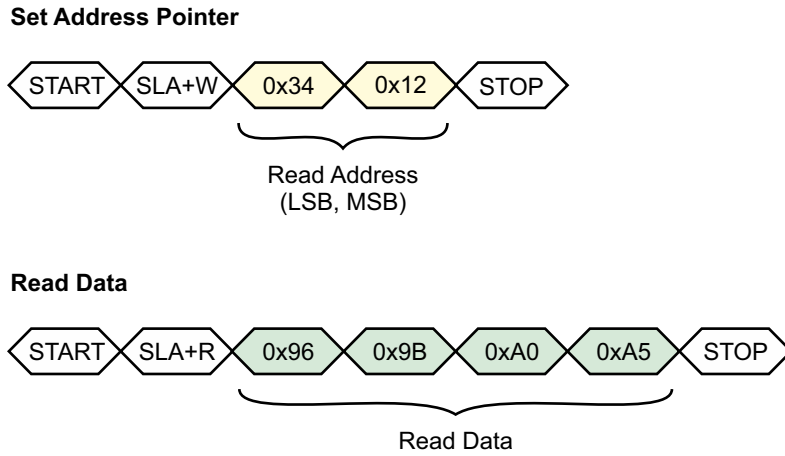 Set Address Pointer
START SLA+W 0x34 0x12 STOP
Read Address
(LSB, MSB)
Read Data
START SLA+R 0x96 0x9B 0xA0 0xA5 STOP
Read Data